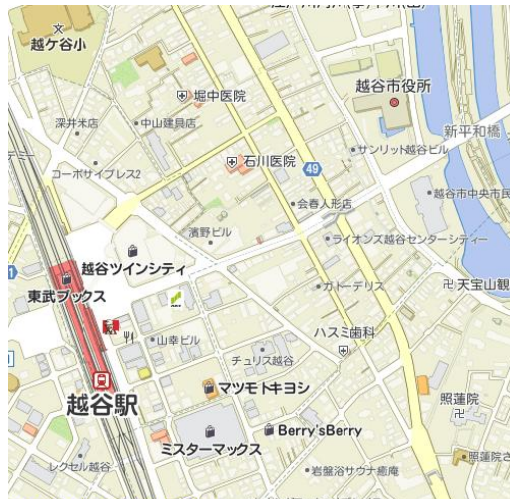 越ケ谷小
堀中医院
越谷市役所
深井米店
中山建具店
新平和橋
石川医院
49
サンリット越谷ビル
コーポサイプレス2
越谷市中央市民
会春人形店
濱野ビル
ライオンズ越谷センターシティー
越谷ツインシティ
東武ブックス
ガトーデリス
天宝山観
山幸ビル
ハスミ歯科
チュリス越谷
越谷駅
マツモトキヨシ
照蓮院
ミスターマックス
Berry'sBerry
レクセル越谷
岩盤浴サウナ癒庵
照蓮院さ